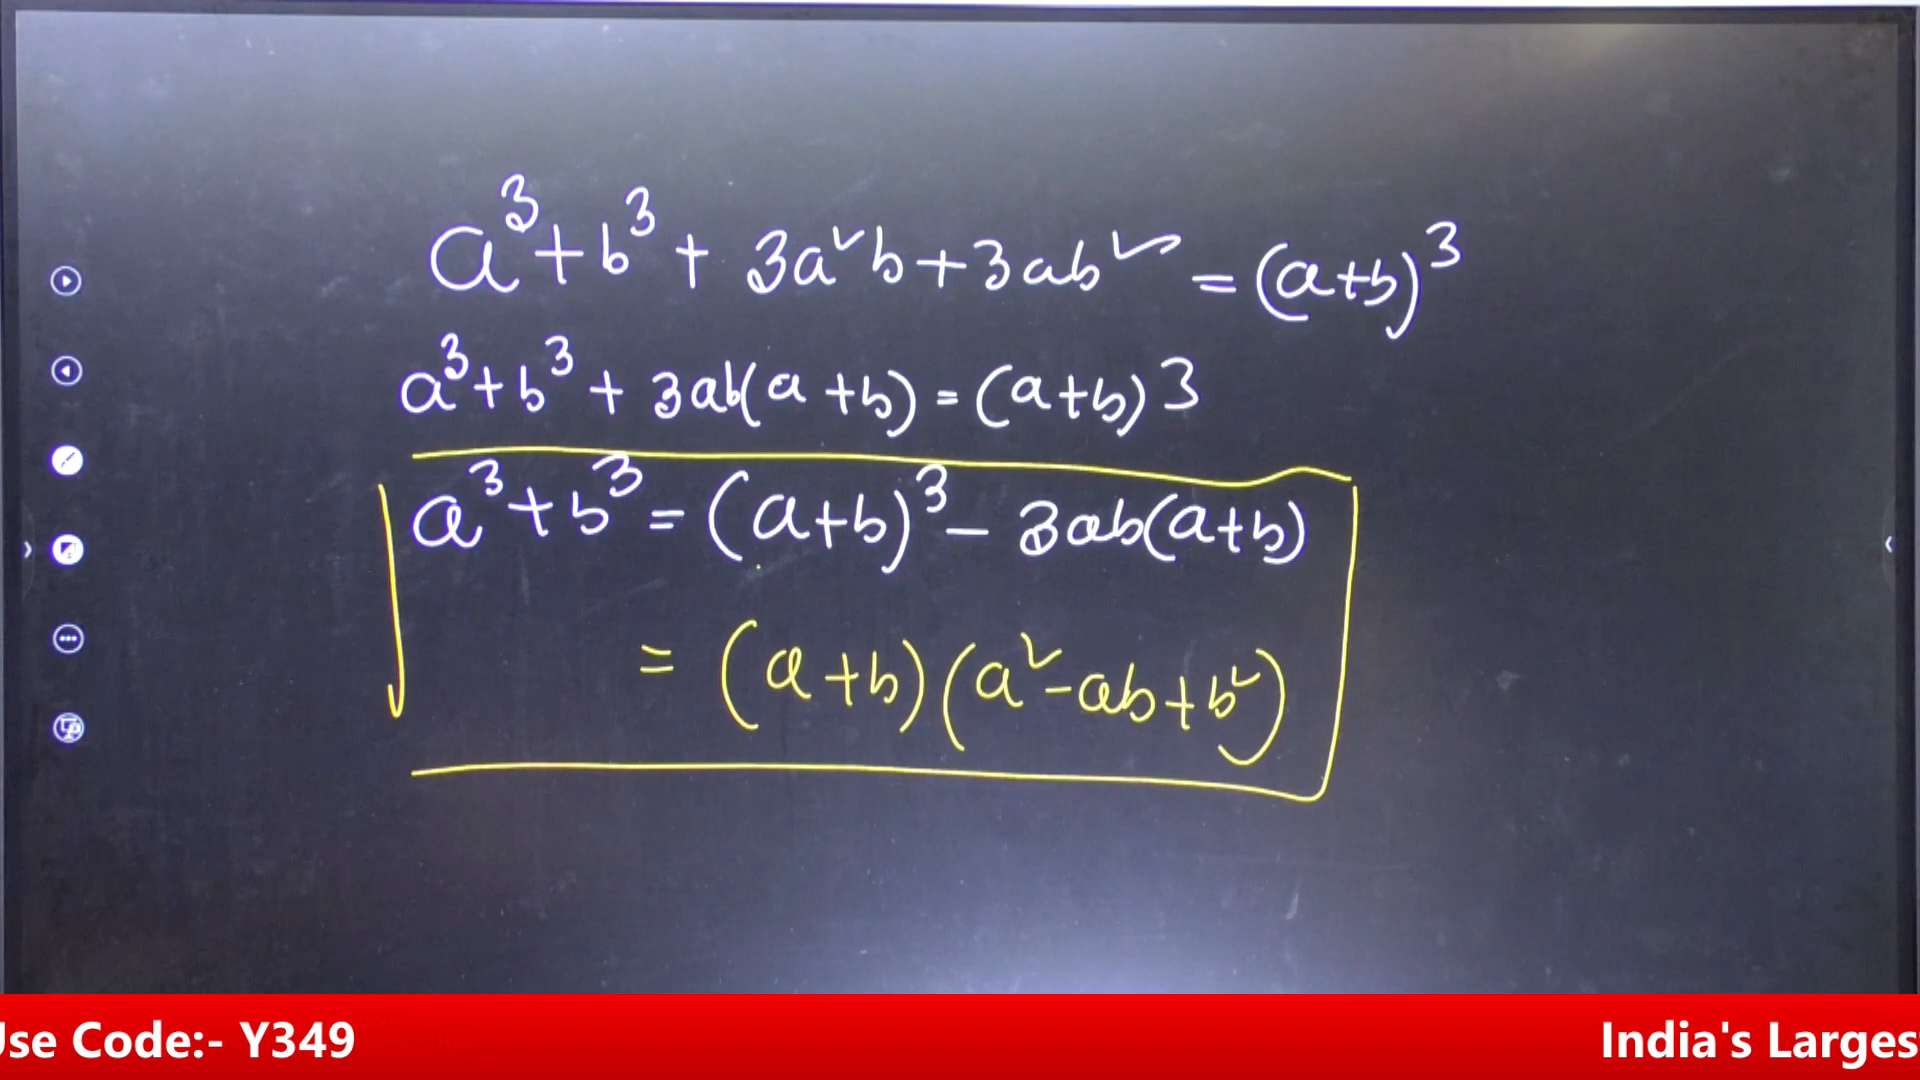 a³+b³ + 3a²b+3ab² = (a+b)³
a³+b³ + 3ab(a+b) = (a+b)³
a³+b³ = (a+b)³ - 3ab(a+b)
= (a+b)(a²-ab+b²)
Use Code:- Y349
India's Larges